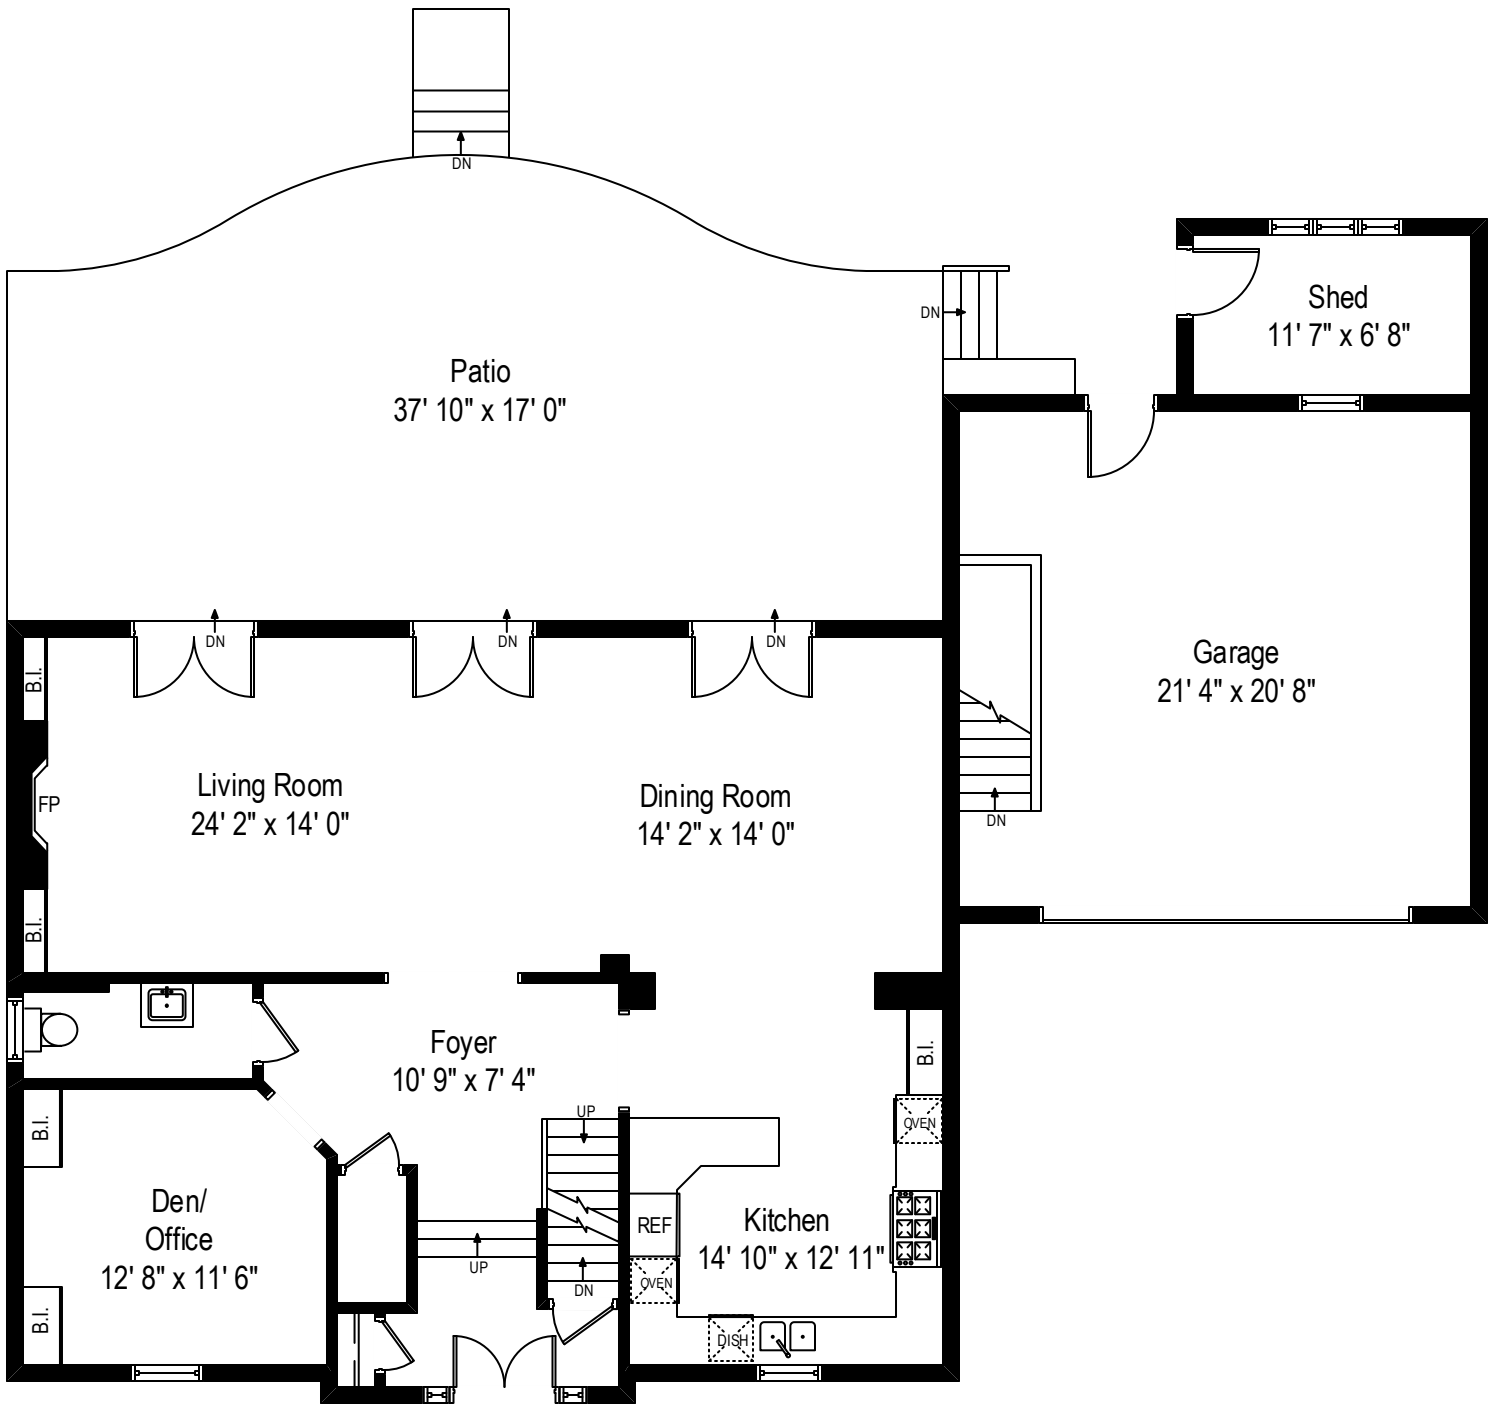 DN
Shed
11' 7" x 6' 8"
DN
Patio
37' 10" x 17' 0"
DN
DN
DN
B.I.
Garage
21' 4" x 20' 8"
Living Room
24' 2" x 14' 0"
Dining Room
14' 2" x 14' 0"
FP
DN
B.I.
Foyer
10' 9" x 7' 4"
B.I.
UP
B.I.
OVEN
Den/
Office
12' 8" x 11' 6"
REF
Kitchen
14' 10" x 12' 11"
UP
OVEN
DN
B.I.
DISH